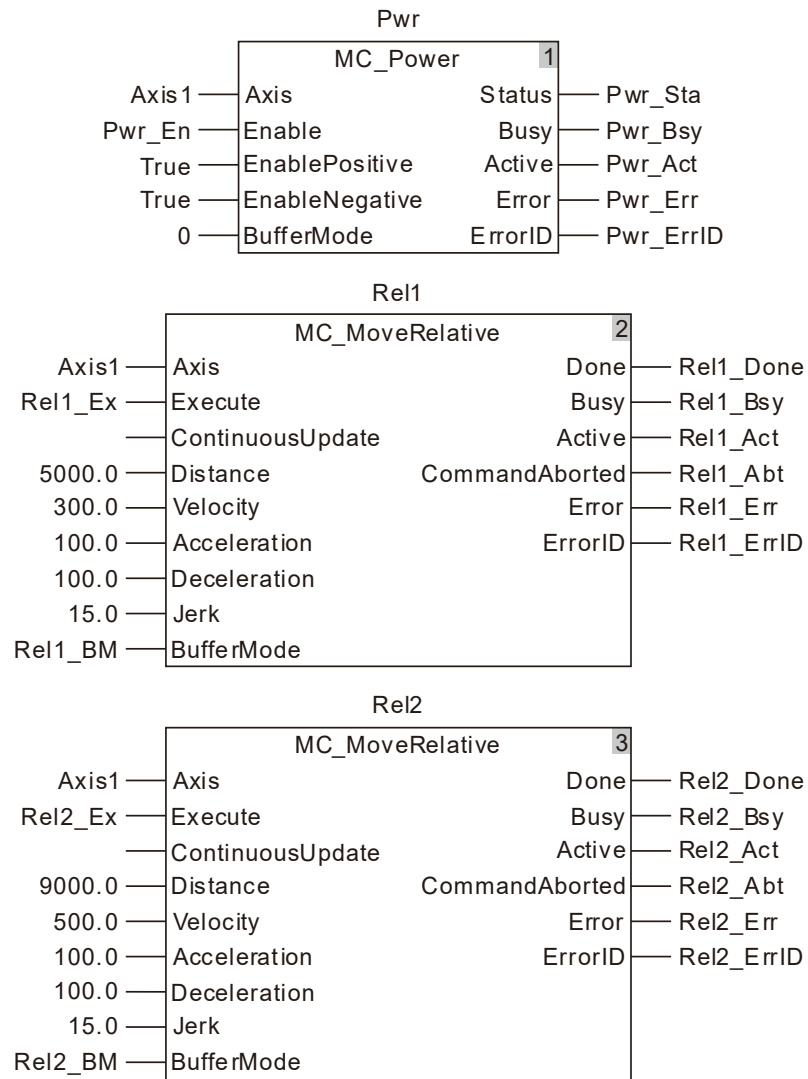 Pwr
MC_Power 1
Axis1 Axis Status Pwr_Sta
Pwr_En Enable Busy Pwr_Bsy
True EnablePositive Active Pwr_Act
True EnableNegative Error Pwr_Err
0 BufferMode ErrorID Pwr_ErrID
Rel1
MC_MoveRelative 2
Axis1 Axis Done Rel1_Done
Rel1_Ex Execute Busy Rel1_Bsy
ContinuousUpdate Active Rel1_Act
5000.0 Distance CommandAborted Rel1_Abt
300.0 Velocity Error Rel1_Err
100.0 Acceleration ErrorID Rel1_ErrID
100.0 Deceleration
15.0 Jerk
Rel1_BM BufferMode
Rel2
MC_MoveRelative 3
Axis1 Axis Done Rel2_Done
Rel2_Ex Execute Busy Rel2_Bsy
ContinuousUpdate Active Rel2_Act
9000.0 Distance CommandAborted Rel2_Abt
500.0 Velocity Error Rel2_Err
100.0 Acceleration ErrorID Rel2_ErrID
100.0 Deceleration
15.0 Jerk
Rel2_BM BufferMode